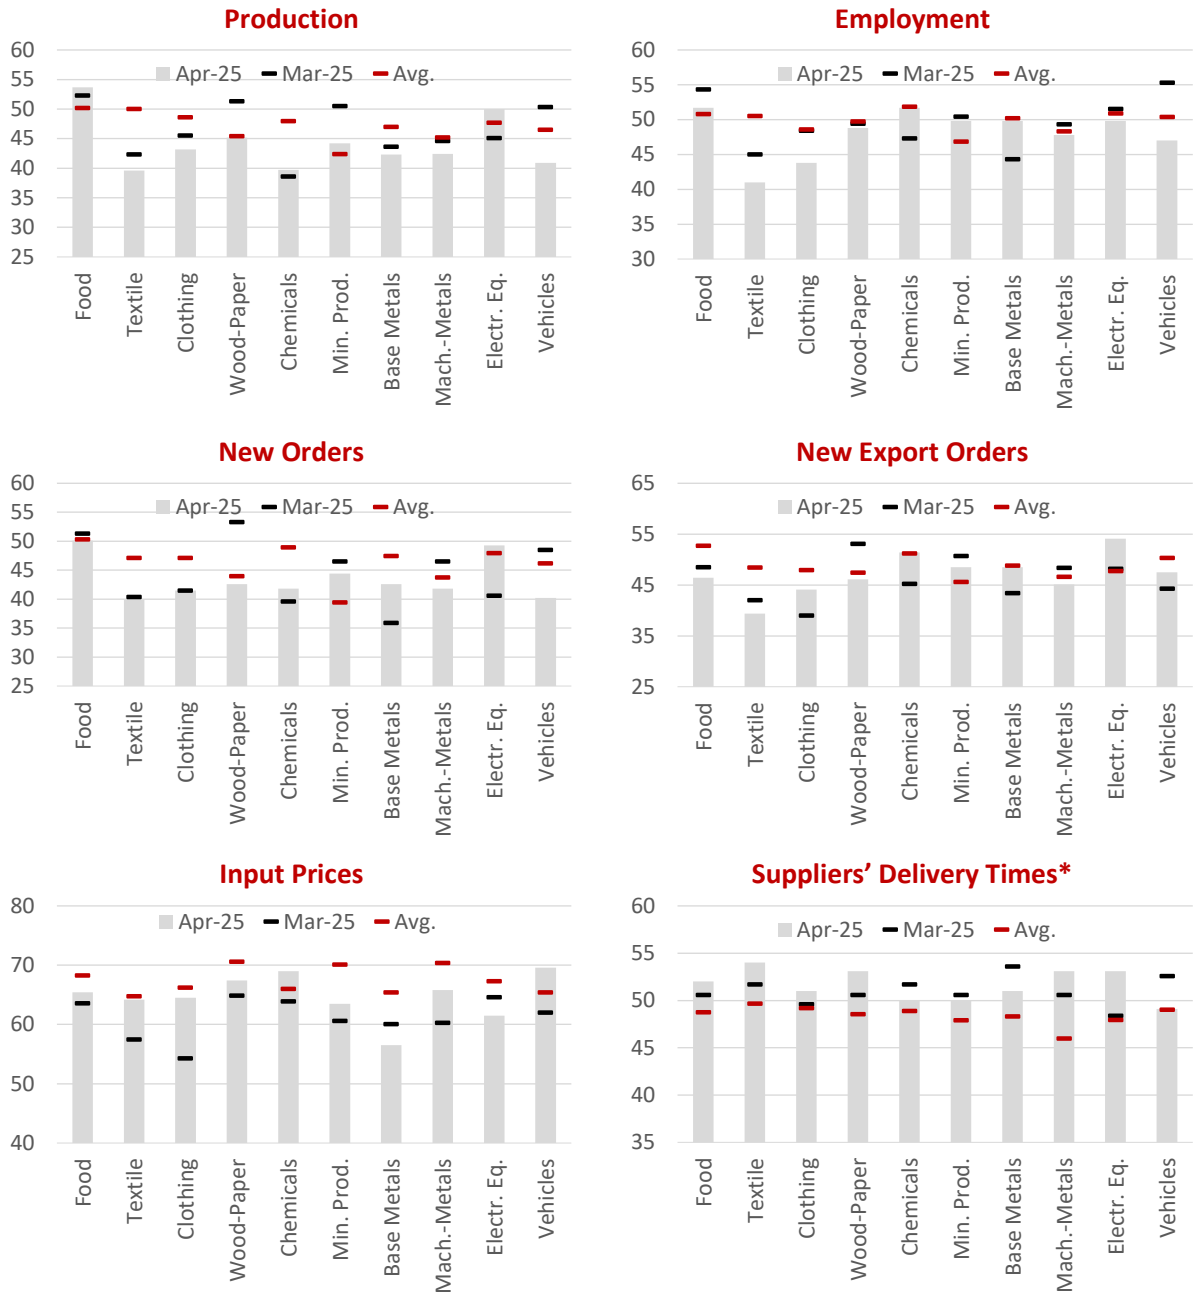 Production
60
55
50
45
40
35
30
25
Apr-25 Mar-25 Avg.
Food
Textile
Clothing
Wood-Paper
Chemicals
Min. Prod.
Base Metals
Mach.-Metals
Electr. Eq.
Vehicles
Employment
60
55
50
45
40
35
30
Apr-25 Mar-25 Avg.
Food
Textile
Clothing
Wood-Paper
Chemicals
Min. Prod.
Base Metals
Mach.-Metals
Electr. Eq.
Vehicles
New Orders
60
55
50
45
40
35
30
25
Apr-25 Mar-25 Avg.
Food
Textile
Clothing
Wood-Paper
Chemicals
Min. Prod.
Base Metals
Mach.-Metals
Electr. Eq.
Vehicles
New Export Orders
65
55
45
35
25
Apr-25 Mar-25 Avg.
Food
Textile
Clothing
Wood-Paper
Chemicals
Min. Prod.
Base Metals
Mach.-Metals
Electr. Eq.
Vehicles
Input Prices
80
70
60
50
40
Apr-25 Mar-25 Avg.
Food
Textile
Clothing
Wood-Paper
Chemicals
Min. Prod.
Base Metals
Mach.-Metals
Electr. Eq.
Vehicles
Suppliers’ Delivery Times*
60
55
50
45
40
35
Apr-25 Mar-25 Avg.
Food
Textile
Clothing
Wood-Paper
Chemicals
Min. Prod.
Base Metals
Mach.-Metals
Electr. Eq.
Vehicles